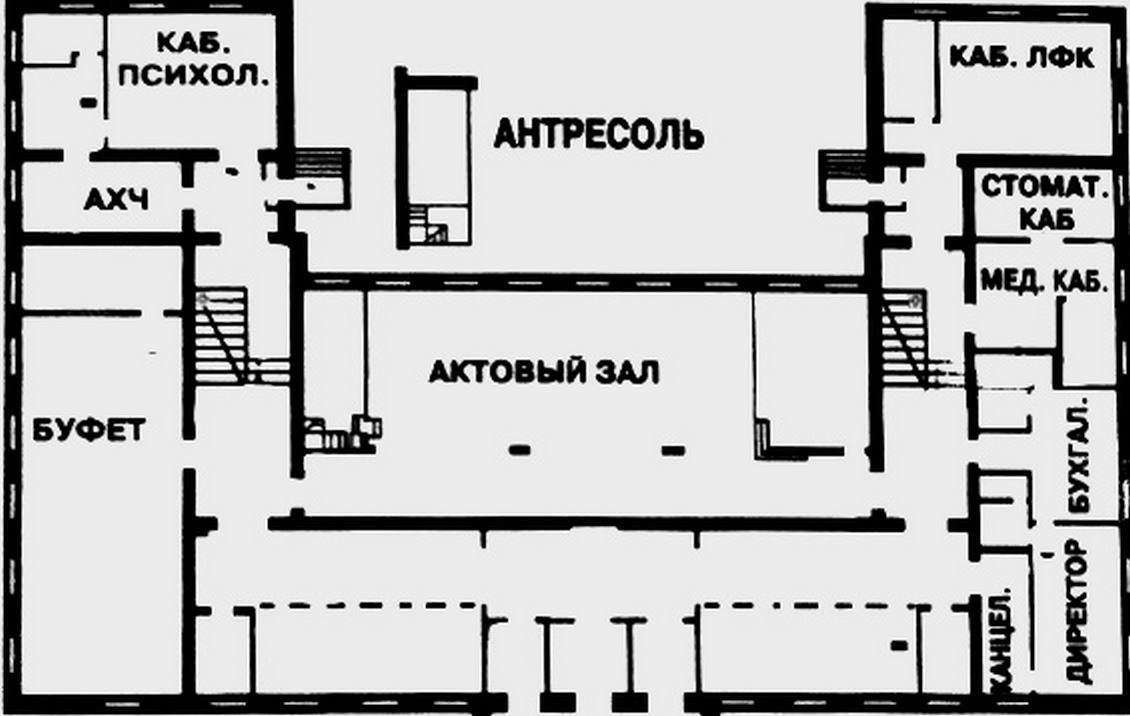 КАБ.
ПСИХОЛ.
КАБ. ЛФК
АНТРЕСОЛЬ
АХЧ
СТОМАТ.
КАБ
МЕД. КАБ.
АКТОВЫЙ ЗАЛ
БУФЕТ
БУХГАЛ.
ДИРЕКТОР
КАНЦЕЛ.